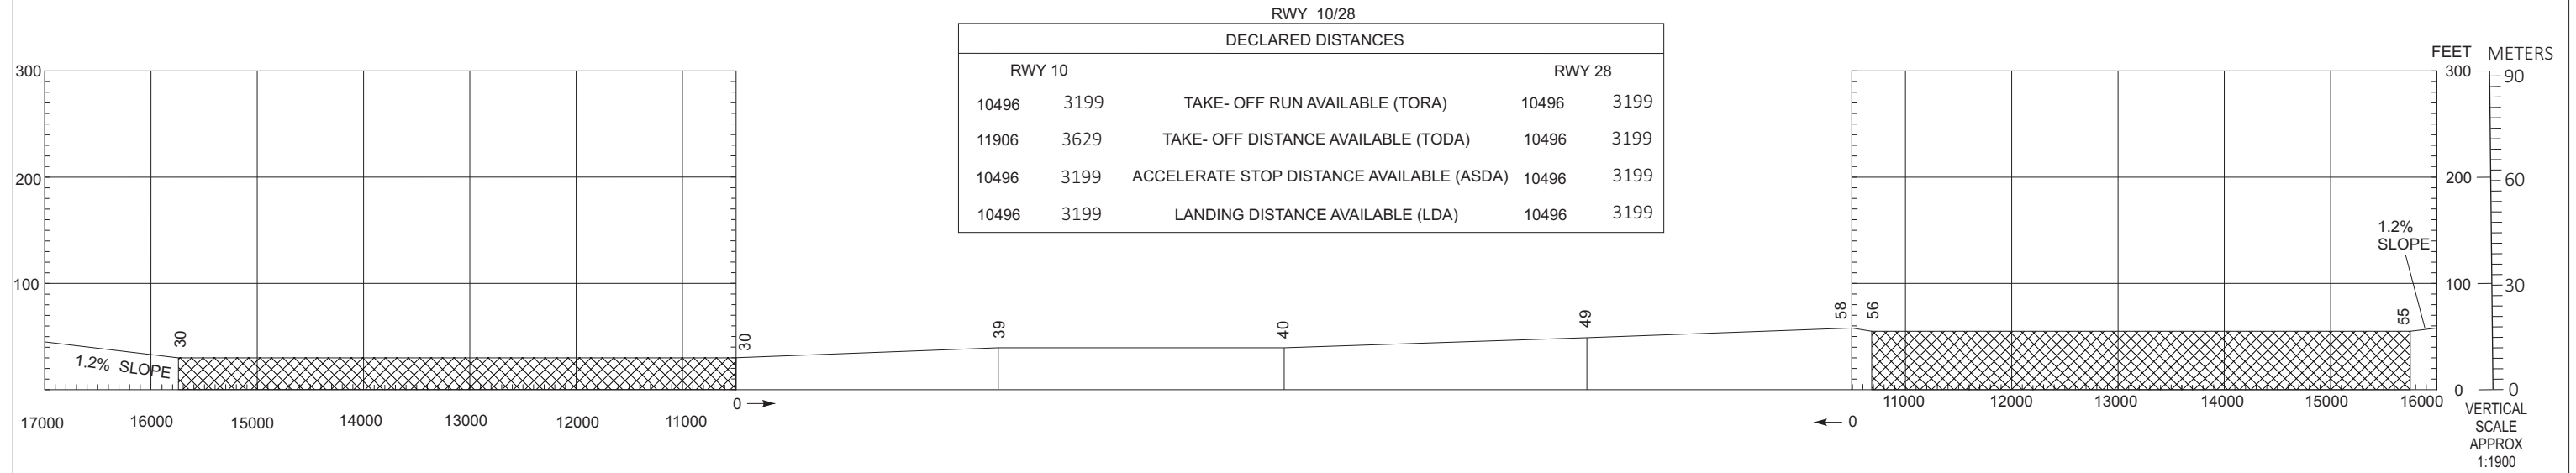 RWY 10/28
DECLARED DISTANCES
RWY 10 RWY 28
10496 3199 TAKE- OFF RUN AVAILABLE (TORA) 10496 3199
11906 3629 TAKE- OFF DISTANCE AVAILABLE (TODA) 10496 3199
10496 3199 ACCELERATE STOP DISTANCE AVAILABLE (ASDA) 10496 3199
10496 3199 LANDING DISTANCE AVAILABLE (LDA) 10496 3199
300
200
100
30
1.2% SLOPE
30
17000 16000 15000 14000 13000 12000 11000
0
39
40
49
58
56
55
1.2%
SLOPE
FEET METERS
300 90
200 60
100 30
0 0
11000 12000 13000 14000 15000 16000
0
VERTICAL
SCALE
APPROX
1:1900